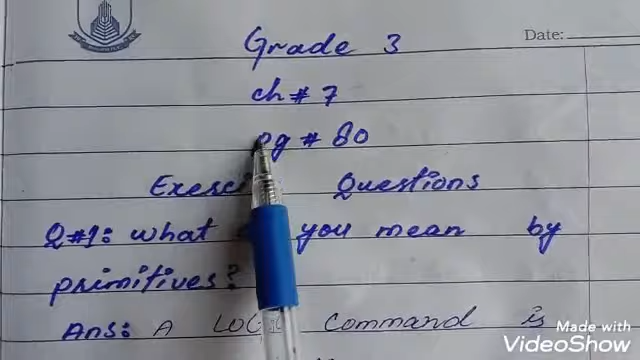 Date:
Grade 3
ch # 7
pg # 80
Questions
Q#1: what you mean by
primitives?
Ans: A LOGO Command is
Made with
VideoShow